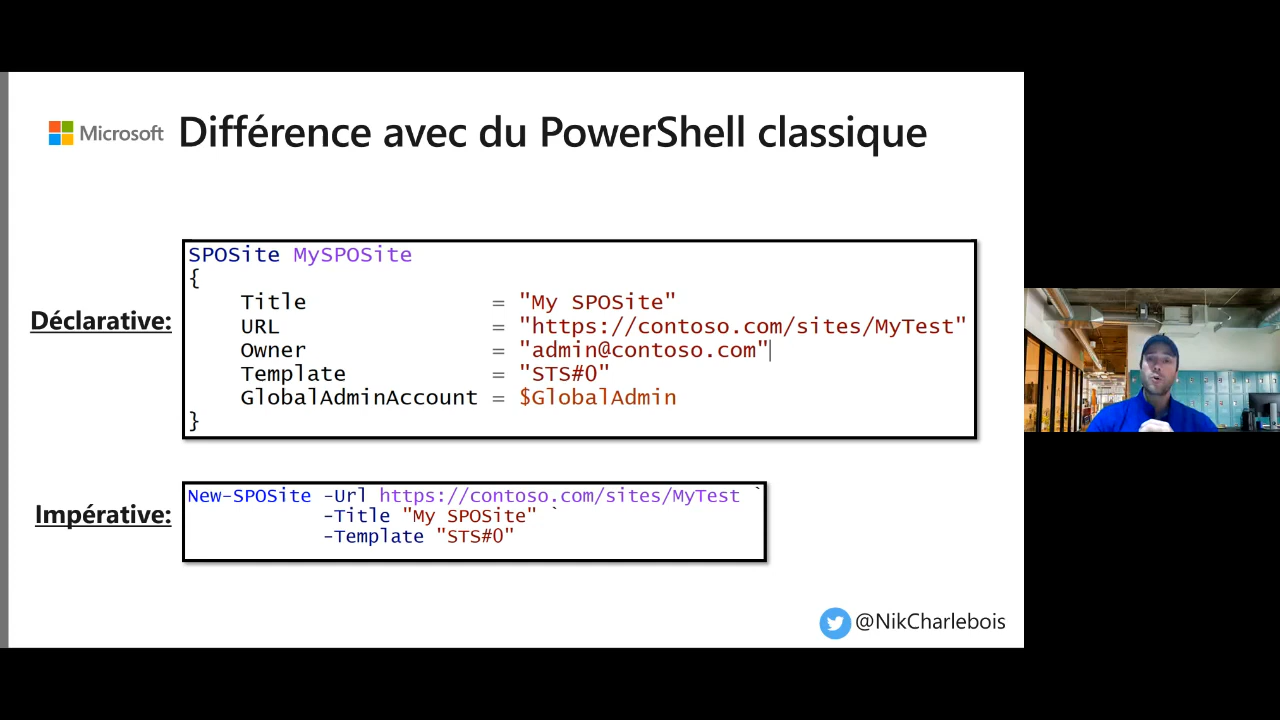 Microsoft
Différence avec du PowerShell classique
Déclarative:
SPOSite MySPOSite
{
Title = "My SPOSite"
URL = "https://contoso.com/sites/MyTest"
Owner = "admin@contoso.com"
Template = "STS#0"
GlobalAdminAccount = $GlobalAdmin
}
Impérative:
New-SPOSite -Url https://contoso.com/sites/MyTest `
-Title "My SPOSite" `
-Template "STS#0"
@NikCharlebois